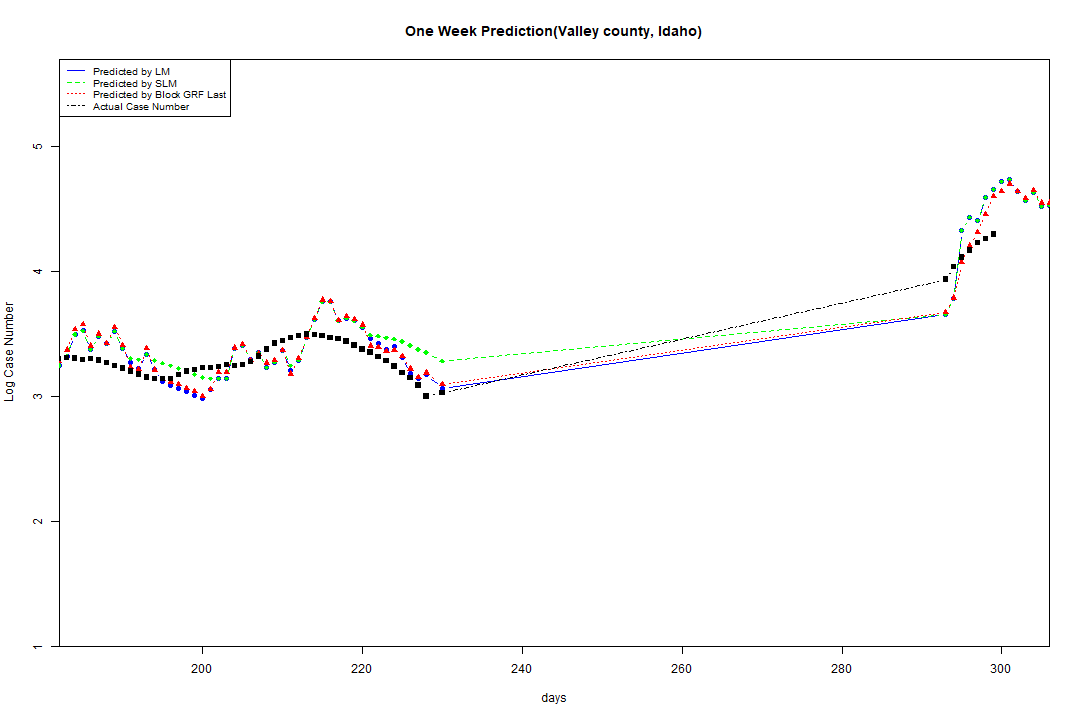 One Week Prediction(Valley county, Idaho)
Predicted by LM
Predicted by SLM
Predicted by Block GRF Last
Actual Case Number
5
4
3
2
1
Log Case Number
200
220
240
260
280
300
days